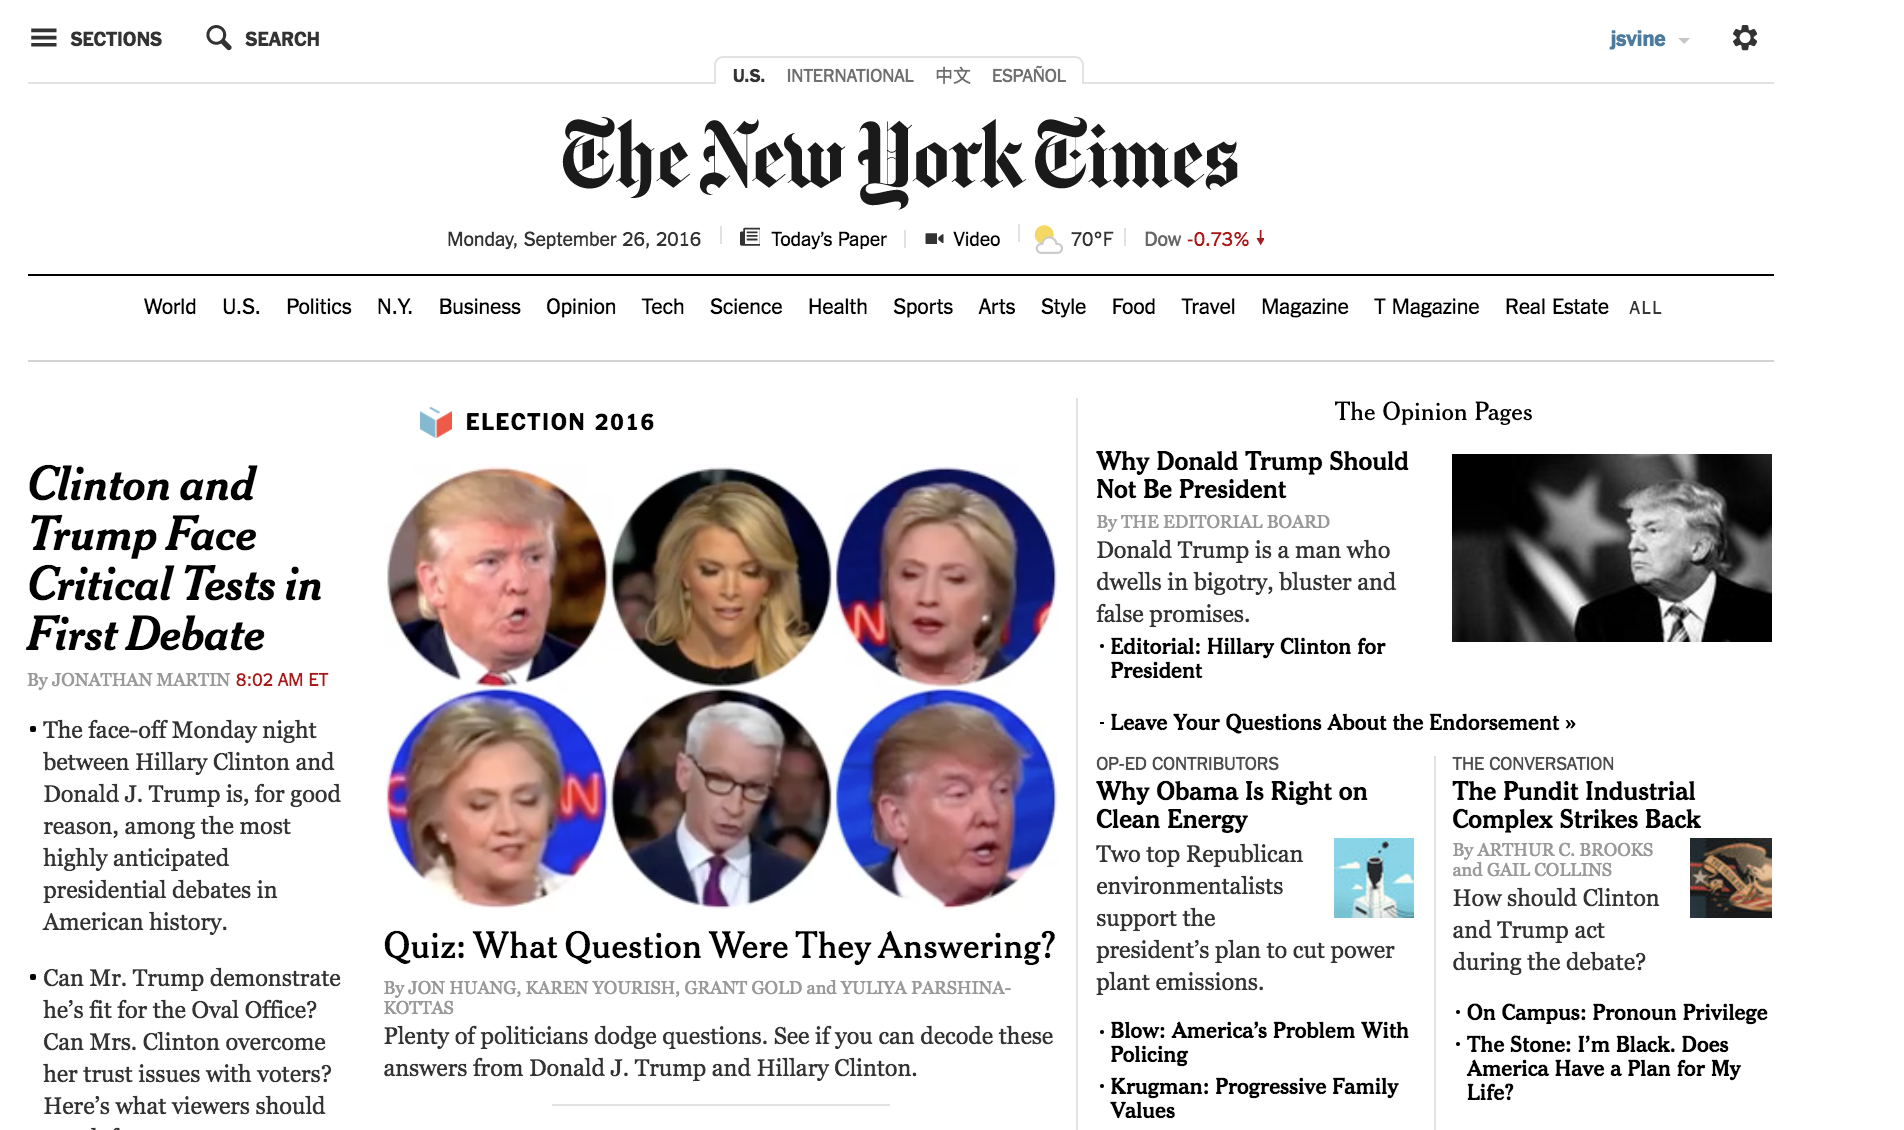 SECTIONS
SEARCH
jsvine
U.S. INTERNATIONAL 中文 ESPAÑOL
The New York Times
Monday, September 26, 2016
Today's Paper
Video
70°F
Dow -0.73%
World U.S. Politics N.Y. Business Opinion Tech Science Health Sports Arts Style Food Travel Magazine T Magazine Real Estate ALL
Clinton and
Trump Face
Critical Tests in
First Debate
By JONATHAN MARTIN 8:02 AM ET
▪ The face-off Monday night
between Hillary Clinton and
Donald J. Trump is, for good
reason, among the most
highly anticipated
presidential debates in
American history.
▪ Can Mr. Trump demonstrate
he's fit for the Oval Office?
Can Mrs. Clinton overcome
her trust issues with voters?
Here's what viewers should
ELECTION 2016
Quiz: What Question Were They Answering?
By JON HUANG, KAREN YOURISH, GRANT GOLD and YULIYA PARSHINA-
KOTTAS
Plenty of politicians dodge questions. See if you can decode these
answers from Donald J. Trump and Hillary Clinton.
The Opinion Pages
Why Donald Trump Should
Not Be President
By THE EDITORIAL BOARD
Donald Trump is a man who
dwells in bigotry, bluster and
false promises.
· Editorial: Hillary Clinton for
President
· Leave Your Questions About the Endorsement »
OP-ED CONTRIBUTORS
Why Obama Is Right on
Clean Energy
Two top Republican
environmentalists
support the
president's plan to cut power
plant emissions.
· Blow: America's Problem With
Policing
· Krugman: Progressive Family
Values
THE CONVERSATION
The Pundit Industrial
Complex Strikes Back
By ARTHUR C. BROOKS
and GAIL COLLINS
How should Clinton
and Trump act
during the debate?
· On Campus: Pronoun Privilege
· The Stone: I'm Black. Does
America Have a Plan for My
Life?